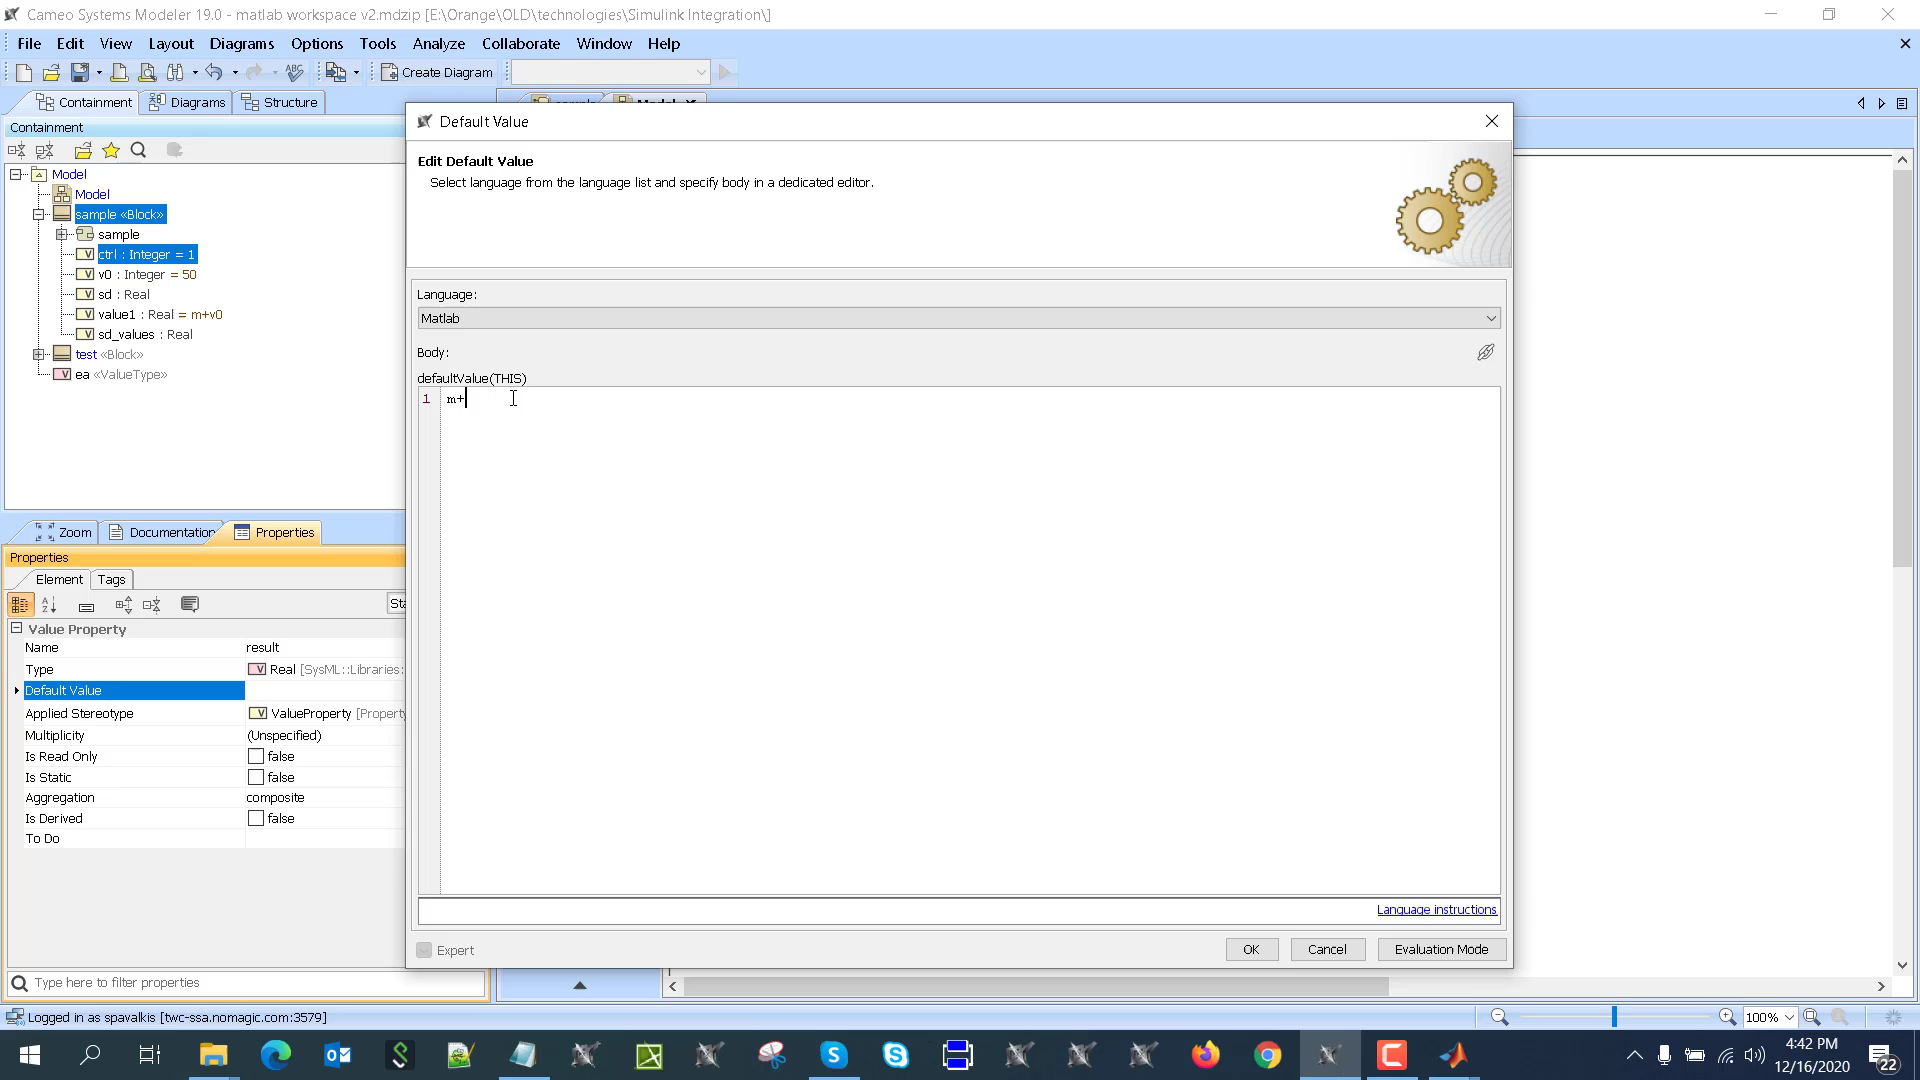 Cameo Systems Modeler 19.0 - matlab workspace v2.mdzip [E:\Orange\OLD\technologies\Simulink Integration\]
File Edit View Layout Diagrams Options Tools Analyze Collaborate Window Help
Create Diagram
Containment Diagrams Structure
Containment
Model
Model
sample «Block»
sample
ctrl : Integer = 1
v0 : Integer = 50
sd : Real
value1 : Real = m+v0
sd_values : Real
test «Block»
ea «ValueType»
Zoom Documentation Properties
Properties
Element Tags
Value Property
Name result
Type Real [SysML::Libraries:
Default Value
Applied Stereotype ValueProperty [Property
Multiplicity (Unspecified)
Is Read Only false
Is Static false
Aggregation composite
Is Derived false
To Do
Type here to filter properties
Default Value
Edit Default Value
Select language from the language list and specify body in a dedicated editor.
Language:
Matlab
Body:
defaultValue(THIS)
1 m+
Language instructions
Expert OK Cancel Evaluation Mode
Logged in as spavalkis [twc-ssa.nomagic.com:3579]
100%
4:42 PM
12/16/2020
22